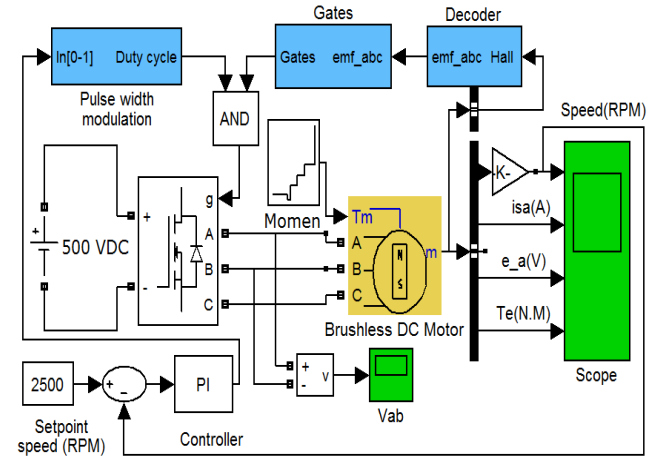 Gates
Decoder
In[0-1] Duty cycle
Gates emf_abc
emf_abc Hall
Pulse width
modulation
AND
Speed(RPM)
-K-
g
Momen
Tm
isa(A)
+
A
500 VDC
+
A
N
S
m
B
B
e_a(V)
-
C
C
Te(N.M)
Brushless DC Motor
2500
+
-
PI
+
-
v
Scope
Vab
Setpoint
speed (RPM)
Controller